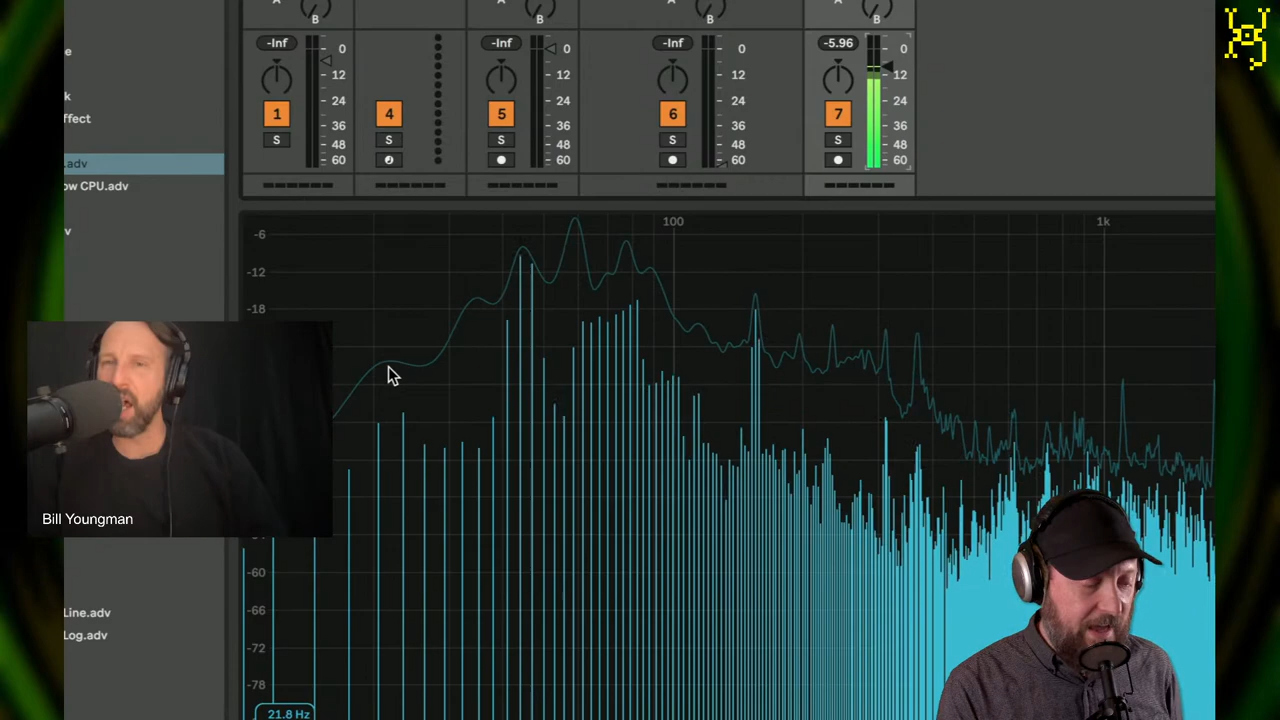 A
B
A
B
A
B
A
B
-Inf
0
12
24
36
48
60
1
S
4
S
-Inf
0
12
24
36
48
60
5
S
-Inf
0
12
24
36
48
60
6
S
-5.96
0
12
24
36
48
60
7
S
e
k
ffect
.adv
ow CPU.adv
v
Line.adv
Log.adv
100
1k
-6
-12
-18
-60
-66
-72
-78
21.8 Hz
Bill Youngman